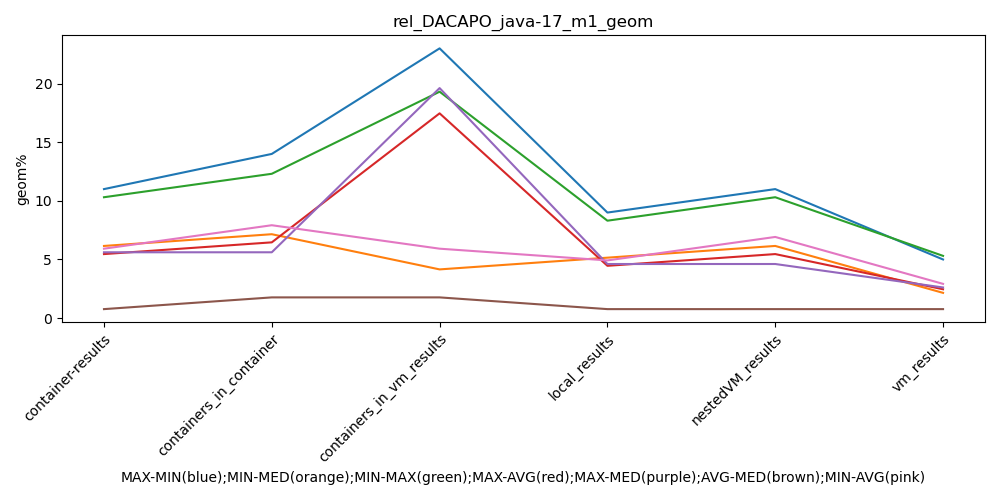 rel_DACAPO_java-17_m1_geom
geom%
20
15
10
5
0
container-results
containers_in_container
containers_in_vm_results
local_results
nestedVM_results
vm_results
MAX-MIN(blue);MIN-MED(orange);MIN-MAX(green);MAX-AVG(red);MAX-MED(purple);AVG-MED(brown);MIN-AVG(pink)